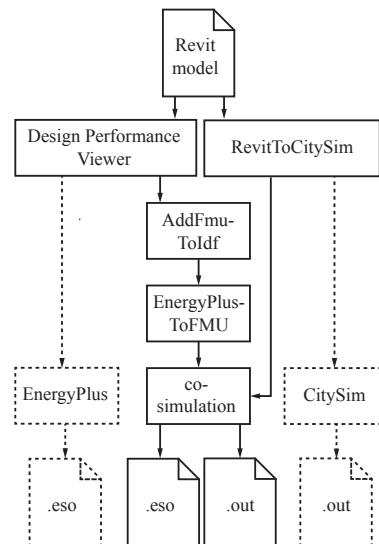 Revit
model
Design Performance
Viewer
RevitToCitySim
AddFmu-
ToIdf
EnergyPlus-
ToFMU
EnergyPlus
co-
simulation
CitySim
.eso
.eso
.out
.out